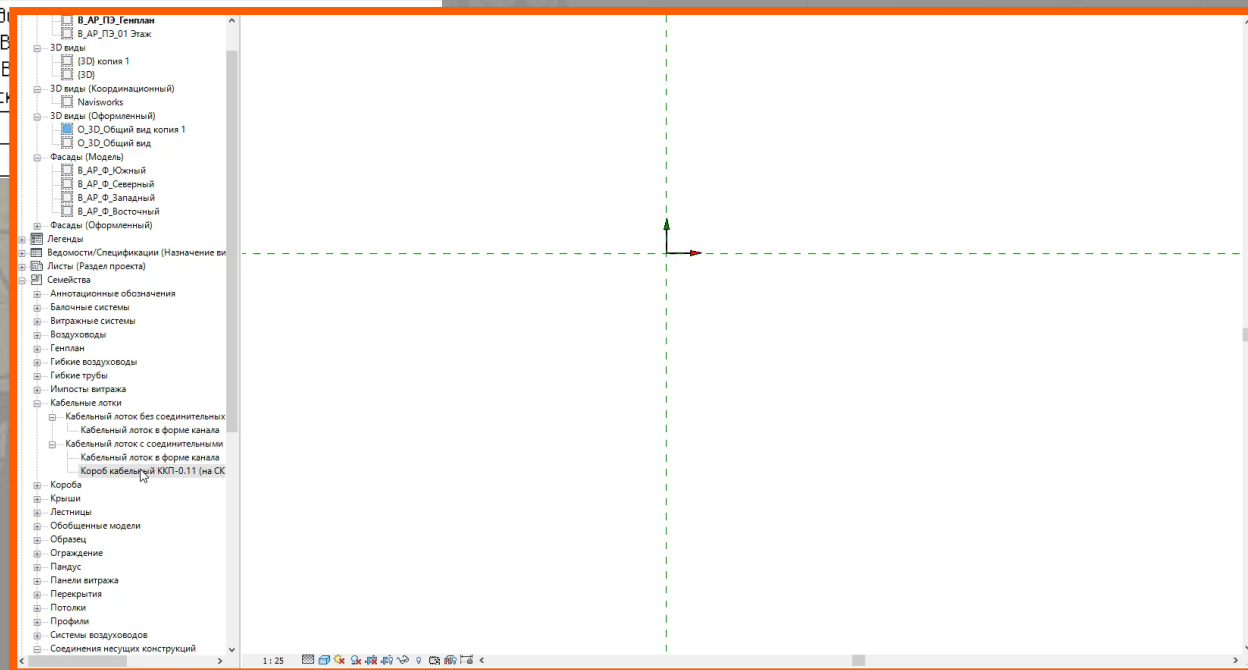 В_АР_ПЭ_Генплан
В_АР_ПЭ_01 Этаж
3D виды
{3D} копия 1
{3D}
3D виды (Координационный)
Navisworks
3D виды (Оформленный)
О_3D_Общий вид копия 1
О_3D_Общий вид
Фасады (Модель)
В_АР_Ф_Южный
В_АР_Ф_Северный
В_АР_Ф_Западный
В_АР_Ф_Восточный
Фасады (Оформленный)
Легенды
Ведомости/Спецификации (Назначение ви
Листы (Раздел проекта)
Семейства
Аннотационные обозначения
Балочные системы
Витражные системы
Воздуховоды
Генплан
Гибкие воздуховоды
Гибкие трубы
Импосты витража
Кабельные лотки
Кабельный лоток без соединительных
Кабельный лоток в форме канала
Кабельный лоток с соединительными
Кабельный лоток в форме канала
Короб кабельный ККП-0.11 (на СК
Короба
Крыши
Лестницы
Обобщенные модели
Образец
Ограждение
Пандус
Панели витража
Перекрытия
Потолки
Профили
Системы воздуховодов
Соединения несущих конструкций
1 : 25